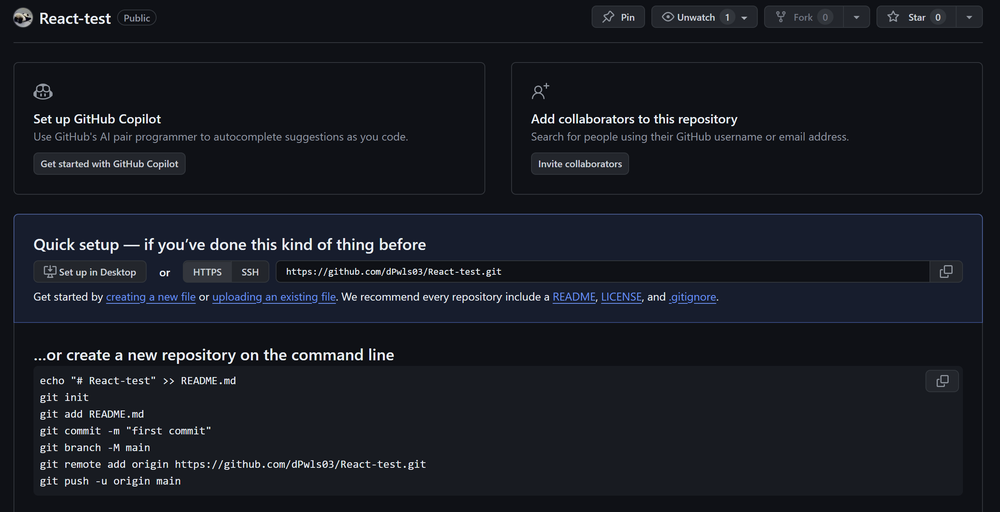 React-test Public Pin Unwatch 1 Fork 0 Star 0
Set up GitHub Copilot
Use GitHub's AI pair programmer to autocomplete suggestions as you code.
Get started with GitHub Copilot
Add collaborators to this repository
Search for people using their GitHub username or email address.
Invite collaborators
Quick setup — if you’ve done this kind of thing before
Set up in Desktop or HTTPS SSH https://github.com/dPwls03/React-test.git
Get started by creating a new file or uploading an existing file. We recommend every repository include a README, LICENSE, and .gitignore.
…or create a new repository on the command line
echo "# React-test" >> README.md
git init
git add README.md
git commit -m "first commit"
git branch -M main
git remote add origin https://github.com/dPwls03/React-test.git
git push -u origin main